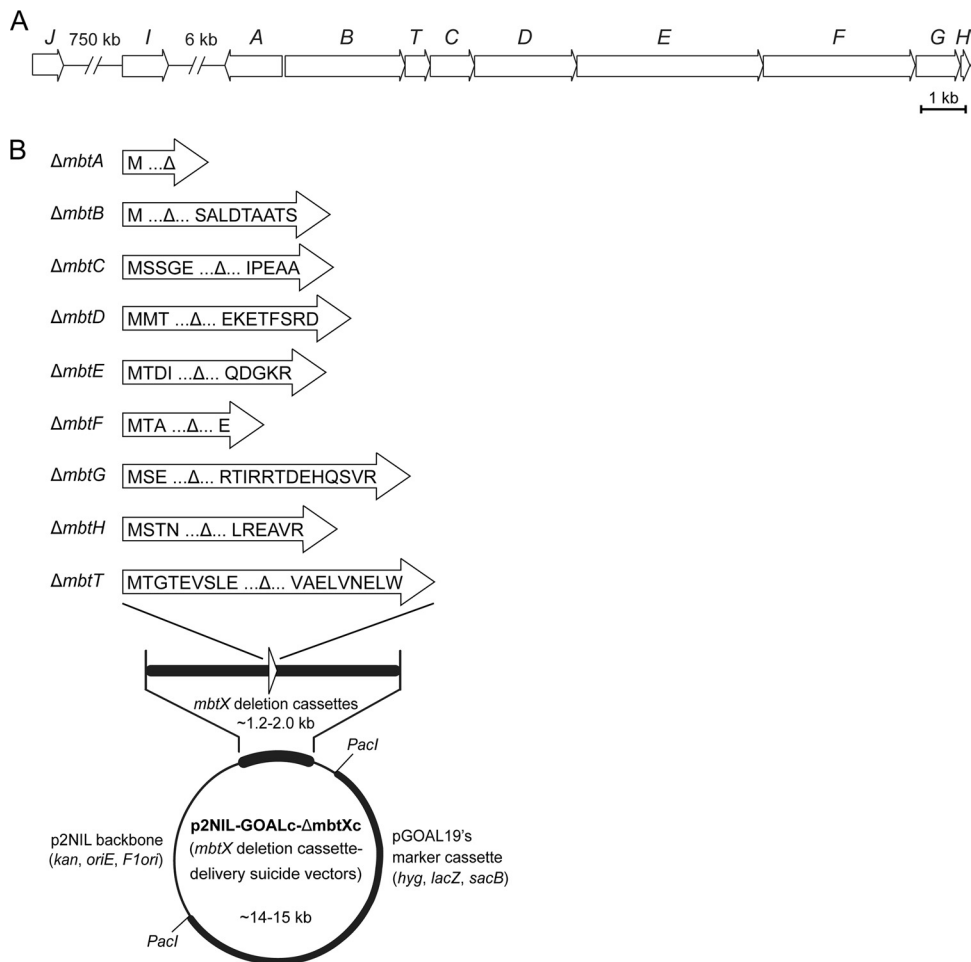 A
J 750 kb I 6 kb A B T C D E F G H
1 kb
B
ΔmbtA M ...Δ
ΔmbtB M ...Δ... SALDTAATS
ΔmbtC MSSGE ...Δ... IPEAA
ΔmbtD MMT ...Δ... EKETFSRD
ΔmbtE MTDI ...Δ... QDGKR
ΔmbtF MTA ...Δ... E
ΔmbtG MSE ...Δ... RTIRRTDEHQSVR
ΔmbtH MSTN ...Δ... LREAVR
ΔmbtT MTGTEVSLE ...Δ... VAELVNELW
mbtX deletion cassettes
~1.2-2.0 kb
PacI
p2NIL backbone
(kan, oriE, F1ori)
p2NIL-GOALc-ΔmbtXc
(mbtX deletion cassette-
delivery suicide vectors)
~14-15 kb
pGOAL19's
marker cassette
(hyg, lacZ, sacB)
PacI